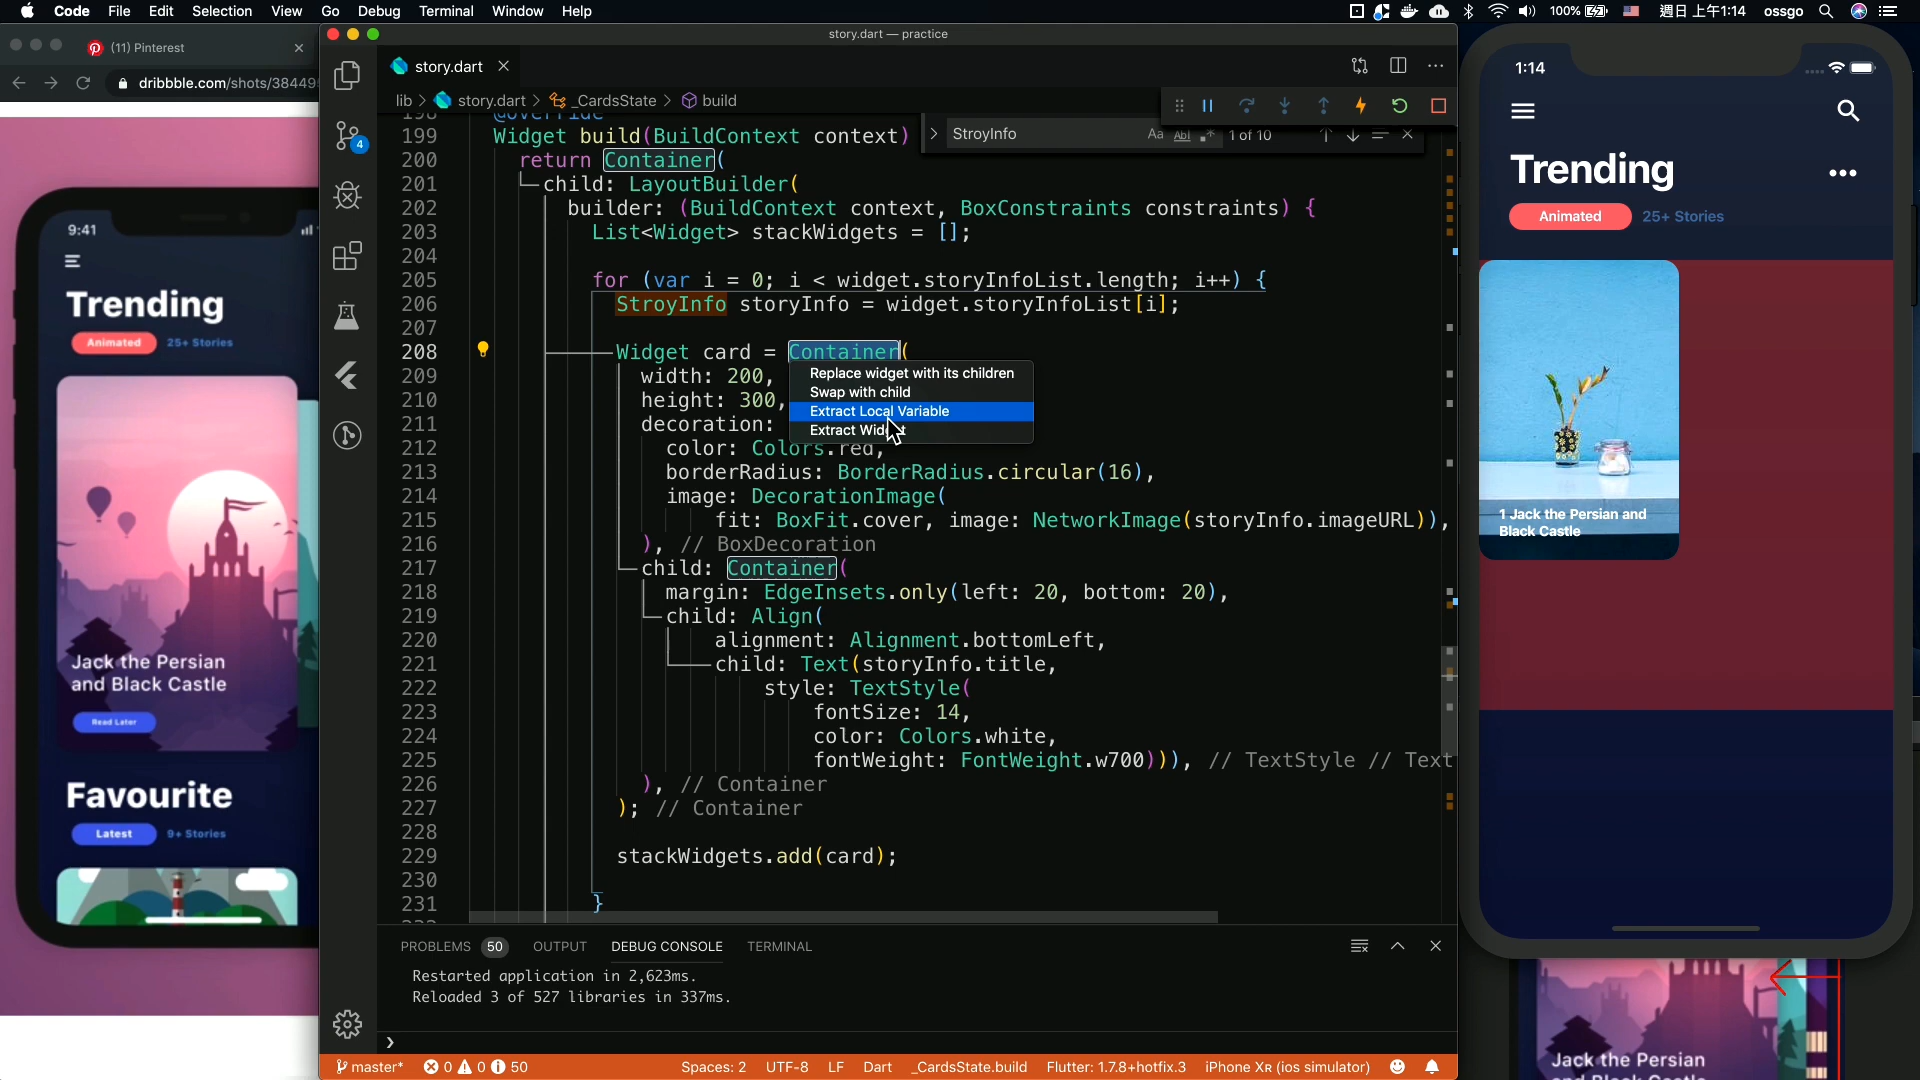 Code File Edit Selection View Go Debug Terminal Window Help
100% 週日 上午1:14 ossgo
(11) Pinterest
dribbble.com/shots/38449
9:41
Trending
Animated 25+ Stories
Jack the Persian
and Black Castle
Read Later
Favourite
Latest 9+ Stories
story.dart — practice
story.dart
lib > story.dart > _CardsState > build
4
StroyInfo Aa Abl .* 1 of 10
198 @override
199 Widget build(BuildContext context)
200 return Container(
201 child: LayoutBuilder(
202 builder: (BuildContext context, BoxConstraints constraints) {
203 List<Widget> stackWidgets = [];
204
205 for (var i = 0; i < widget.storyInfoList.length; i++) {
206 StroyInfo storyInfo = widget.storyInfoList[i];
207
208 Widget card = Container(
209 width: 200,
210 height: 300,
211 decoration:
Replace widget with its children
Swap with child
Extract Local Variable
Extract Widget
212 color: Colors.red,
213 borderRadius: BorderRadius.circular(16),
214 image: DecorationImage(
215 fit: BoxFit.cover, image: NetworkImage(storyInfo.imageURL)),
216 ), // BoxDecoration
217 child: Container(
218 margin: EdgeInsets.only(left: 20, bottom: 20),
219 child: Align(
220 alignment: Alignment.bottomLeft,
221 child: Text(storyInfo.title,
222 style: TextStyle(
223 fontSize: 14,
224 color: Colors.white,
225 fontWeight: FontWeight.w700))), // TextStyle // Text
226 ), // Container
227 ); // Container
228
229 stackWidgets.add(card);
230
231 }
PROBLEMS 50 OUTPUT DEBUG CONSOLE TERMINAL
Restarted application in 2,623ms.
Reloaded 3 of 527 libraries in 337ms.
master* 0 0 50 Spaces: 2 UTF-8 LF Dart _CardsState.build Flutter: 1.7.8+hotfix.3 iPhone XR (ios simulator)
1:14
Trending
Animated 25+ Stories
1 Jack the Persian and
Black Castle
Jack the Persian